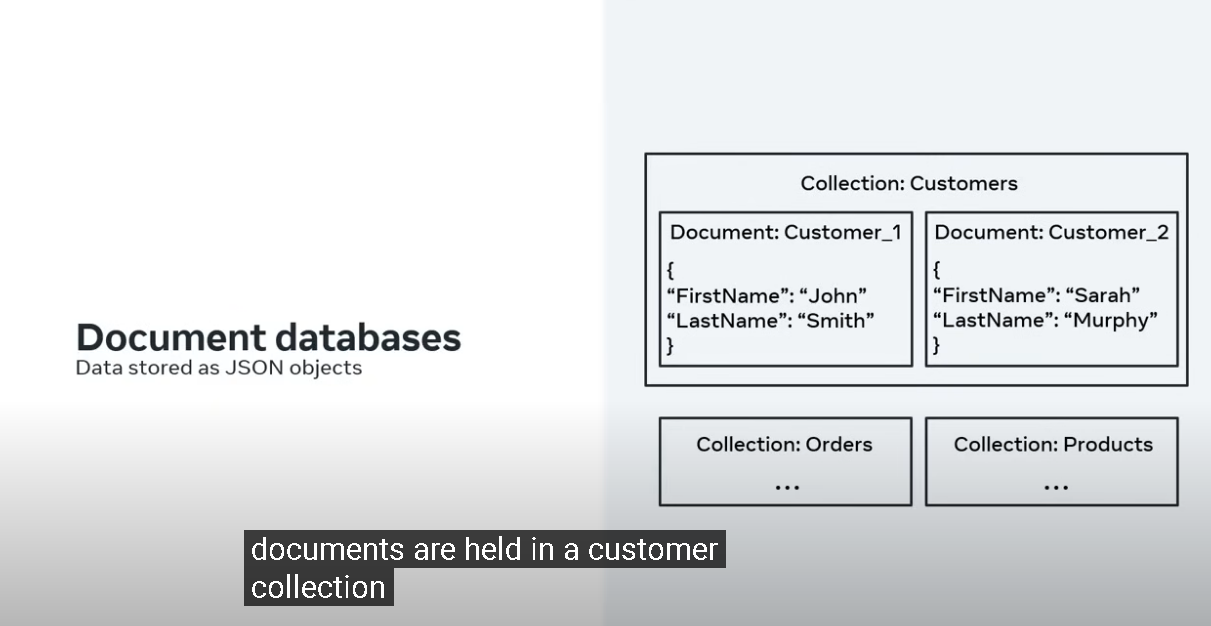 Document databases
Data stored as JSON objects
Collection: Customers
Document: Customer_1
{
“FirstName”: “John”
“LastName”: “Smith”
}
Document: Customer_2
{
“FirstName”: “Sarah”
“LastName”: “Murphy”
}
Collection: Orders
...
Collection: Products
...
documents are held in a customer
collection